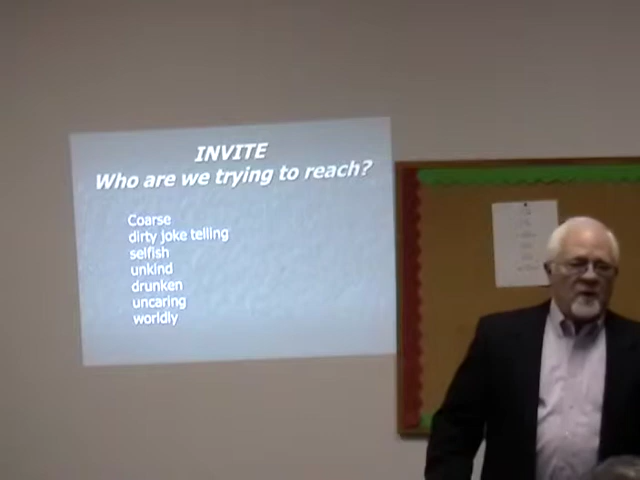 INVITE
Who are we trying to reach?
Coarse
dirty joke telling
selfish
unkind
drunken
uncaring
worldly